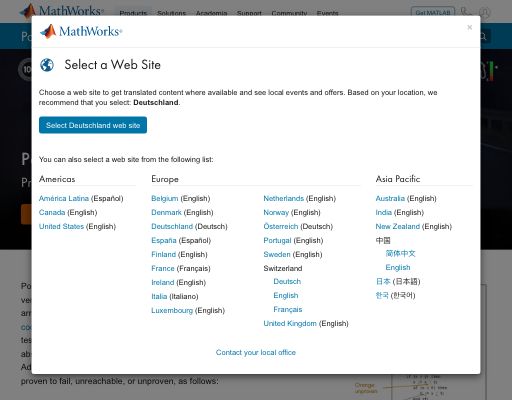 Products Solutions Academia Support Community Events
Get MATLAB
MathWorks®
×
Select a Web Site
Choose a web site to get translated content where available and see local events and offers. Based on your location, we
recommend that you select: Deutschland.
Select Deutschland web site
You can also select a web site from the following list:
Americas
América Latina (Español)
Canada (English)
United States (English)
Europe
Belgium (English)
Denmark (English)
Deutschland (Deutsch)
España (Español)
Finland (English)
France (Français)
Ireland (English)
Italia (Italiano)
Luxembourg (English)
Netherlands (English)
Norway (English)
Österreich (Deutsch)
Portugal (English)
Sweden (English)
Switzerland
Deutsch
English
Français
United Kingdom (English)
Asia Pacific
Australia (English)
India (English)
New Zealand (English)
中国
简体中文
English
日本 (日本語)
한국 (한국어)
Contact your local office
proven to fail, unreachable, or unproven, as follows:
Orange
unproven